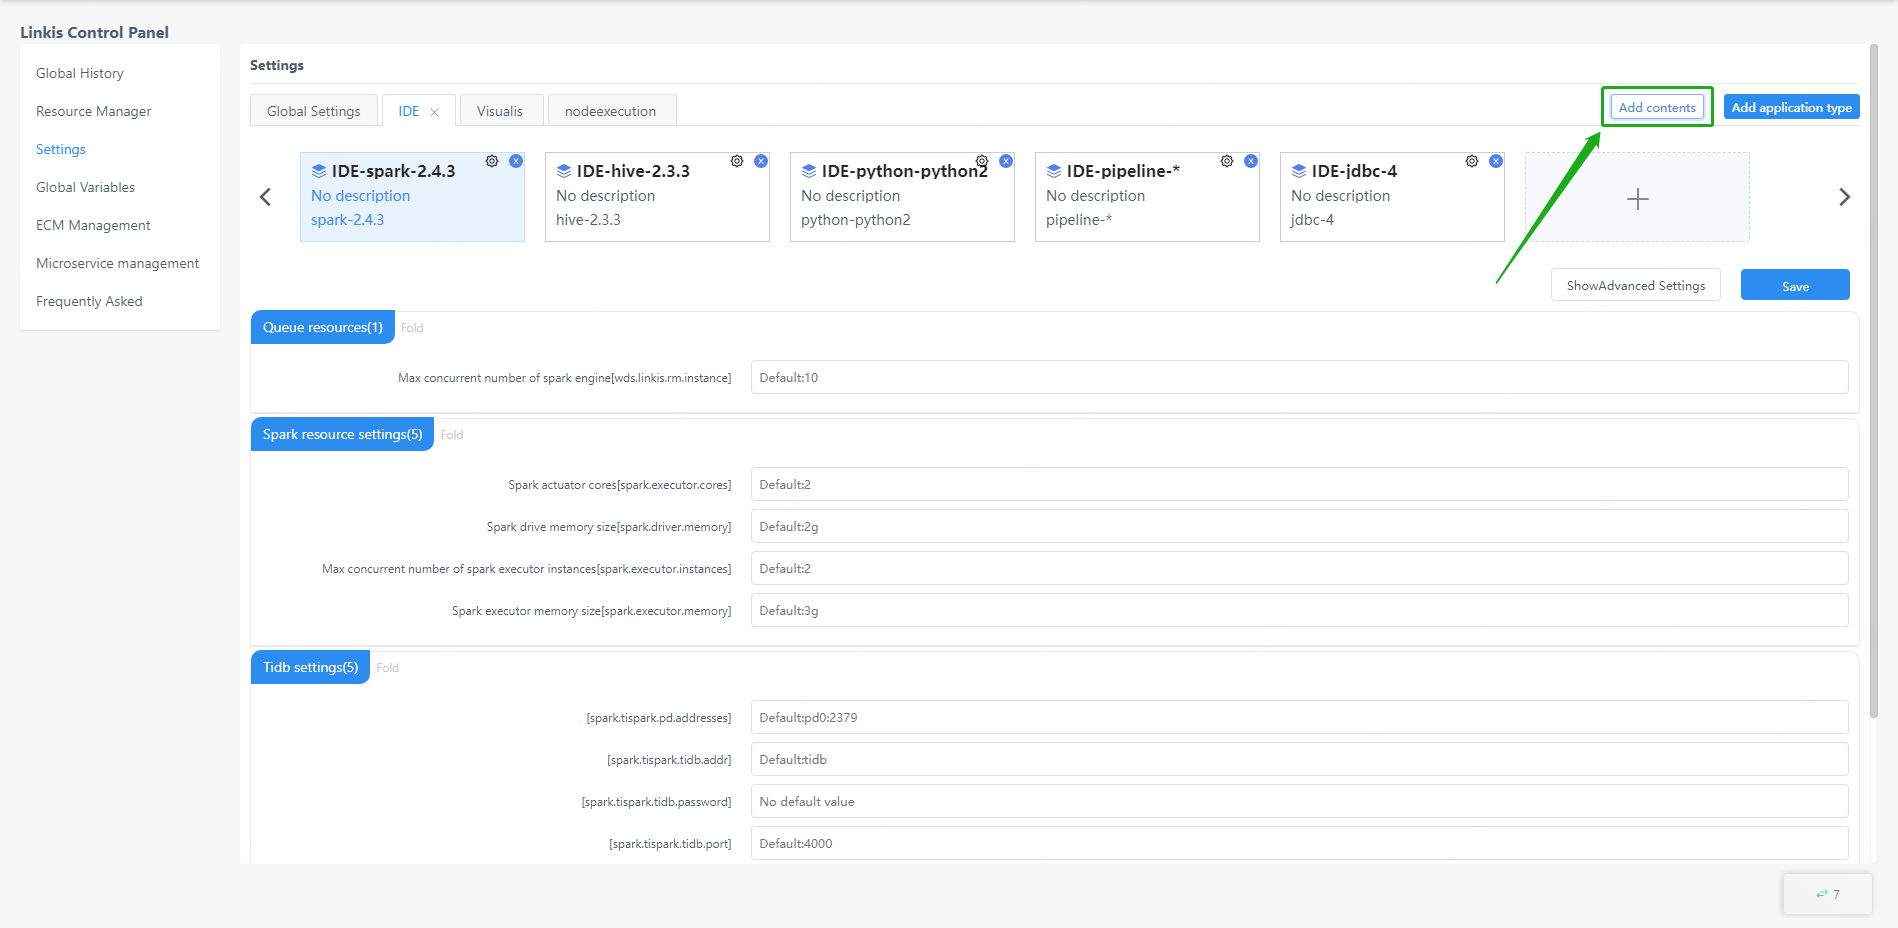 Linkis Control Panel
Global History
Resource Manager
Settings
Global Variables
ECM Management
Microservice management
Frequently Asked
Settings
Global Settings
IDE
Visualis
nodeexecution
Add contents
Add application type
IDE-spark-2.4.3
No description
spark-2.4.3
IDE-hive-2.3.3
No description
hive-2.3.3
IDE-python-python2
No description
python-python2
IDE-pipeline-*
No description
pipeline-*
IDE-jdbc-4
No description
jdbc-4
ShowAdvanced Settings
Save
Queue resources(1) Fold
Max concurrent number of spark engine[wds.linkis.rm.instance] Default:10
Spark resource settings(5) Fold
Spark actuator cores[spark.executor.cores] Default:2
Spark drive memory size[spark.driver.memory] Default:2g
Max concurrent number of spark executor instances[spark.executor.instances] Default:2
Spark executor memory size[spark.executor.memory] Default:3g
Tidb settings(5) Fold
[spark.tispark.pd.addresses] Default:pd0:2379
[spark.tispark.tidb.addr] Default:tidb
[spark.tispark.tidb.password] No default value
[spark.tispark.tidb.port] Default:4000
7